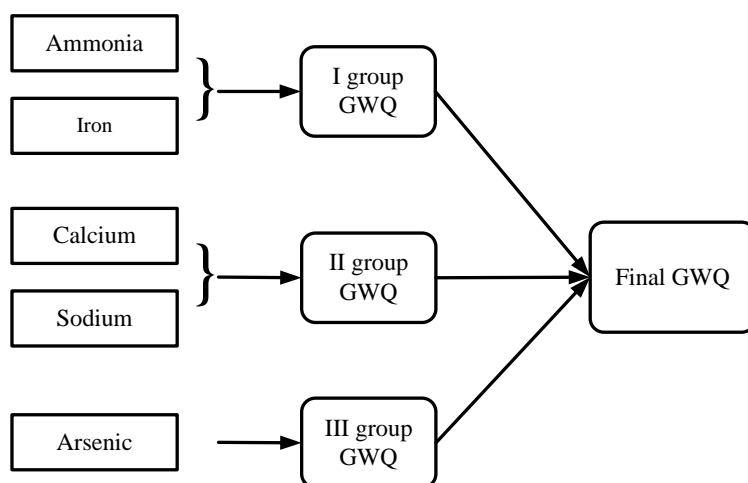 Ammonia
Iron
I group
GWQ
Calcium
Sodium
II group
GWQ
Final GWQ
Arsenic
III group
GWQ